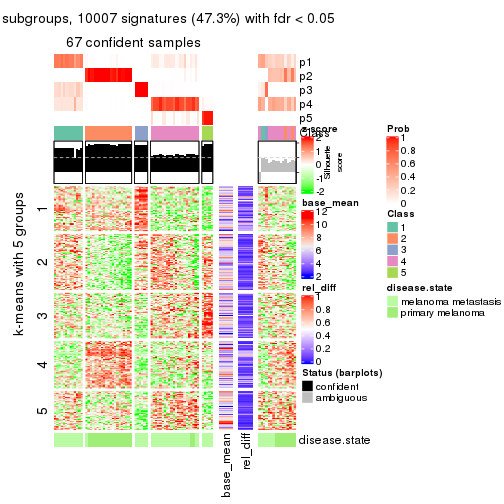 subgroups, 10007 signatures (47.3%) with fdr < 0.05
67 confident samples
p1
p2
p3
p4
p5
Class
Silhouette
score
k-means with 5 groups
1
2
3
4
5
base_mean
rel_diff
disease.state
z-score
2
1
0
-1
-2
base_mean
12
10
8
6
4
2
rel_diff
1
0.8
0.6
0.4
0.2
0
Status (barplots)
confident
ambiguous
Prob
1
0.8
0.6
0.4
0.2
0
Class
1
2
3
4
5
disease.state
melanoma metastasis
primary melanoma